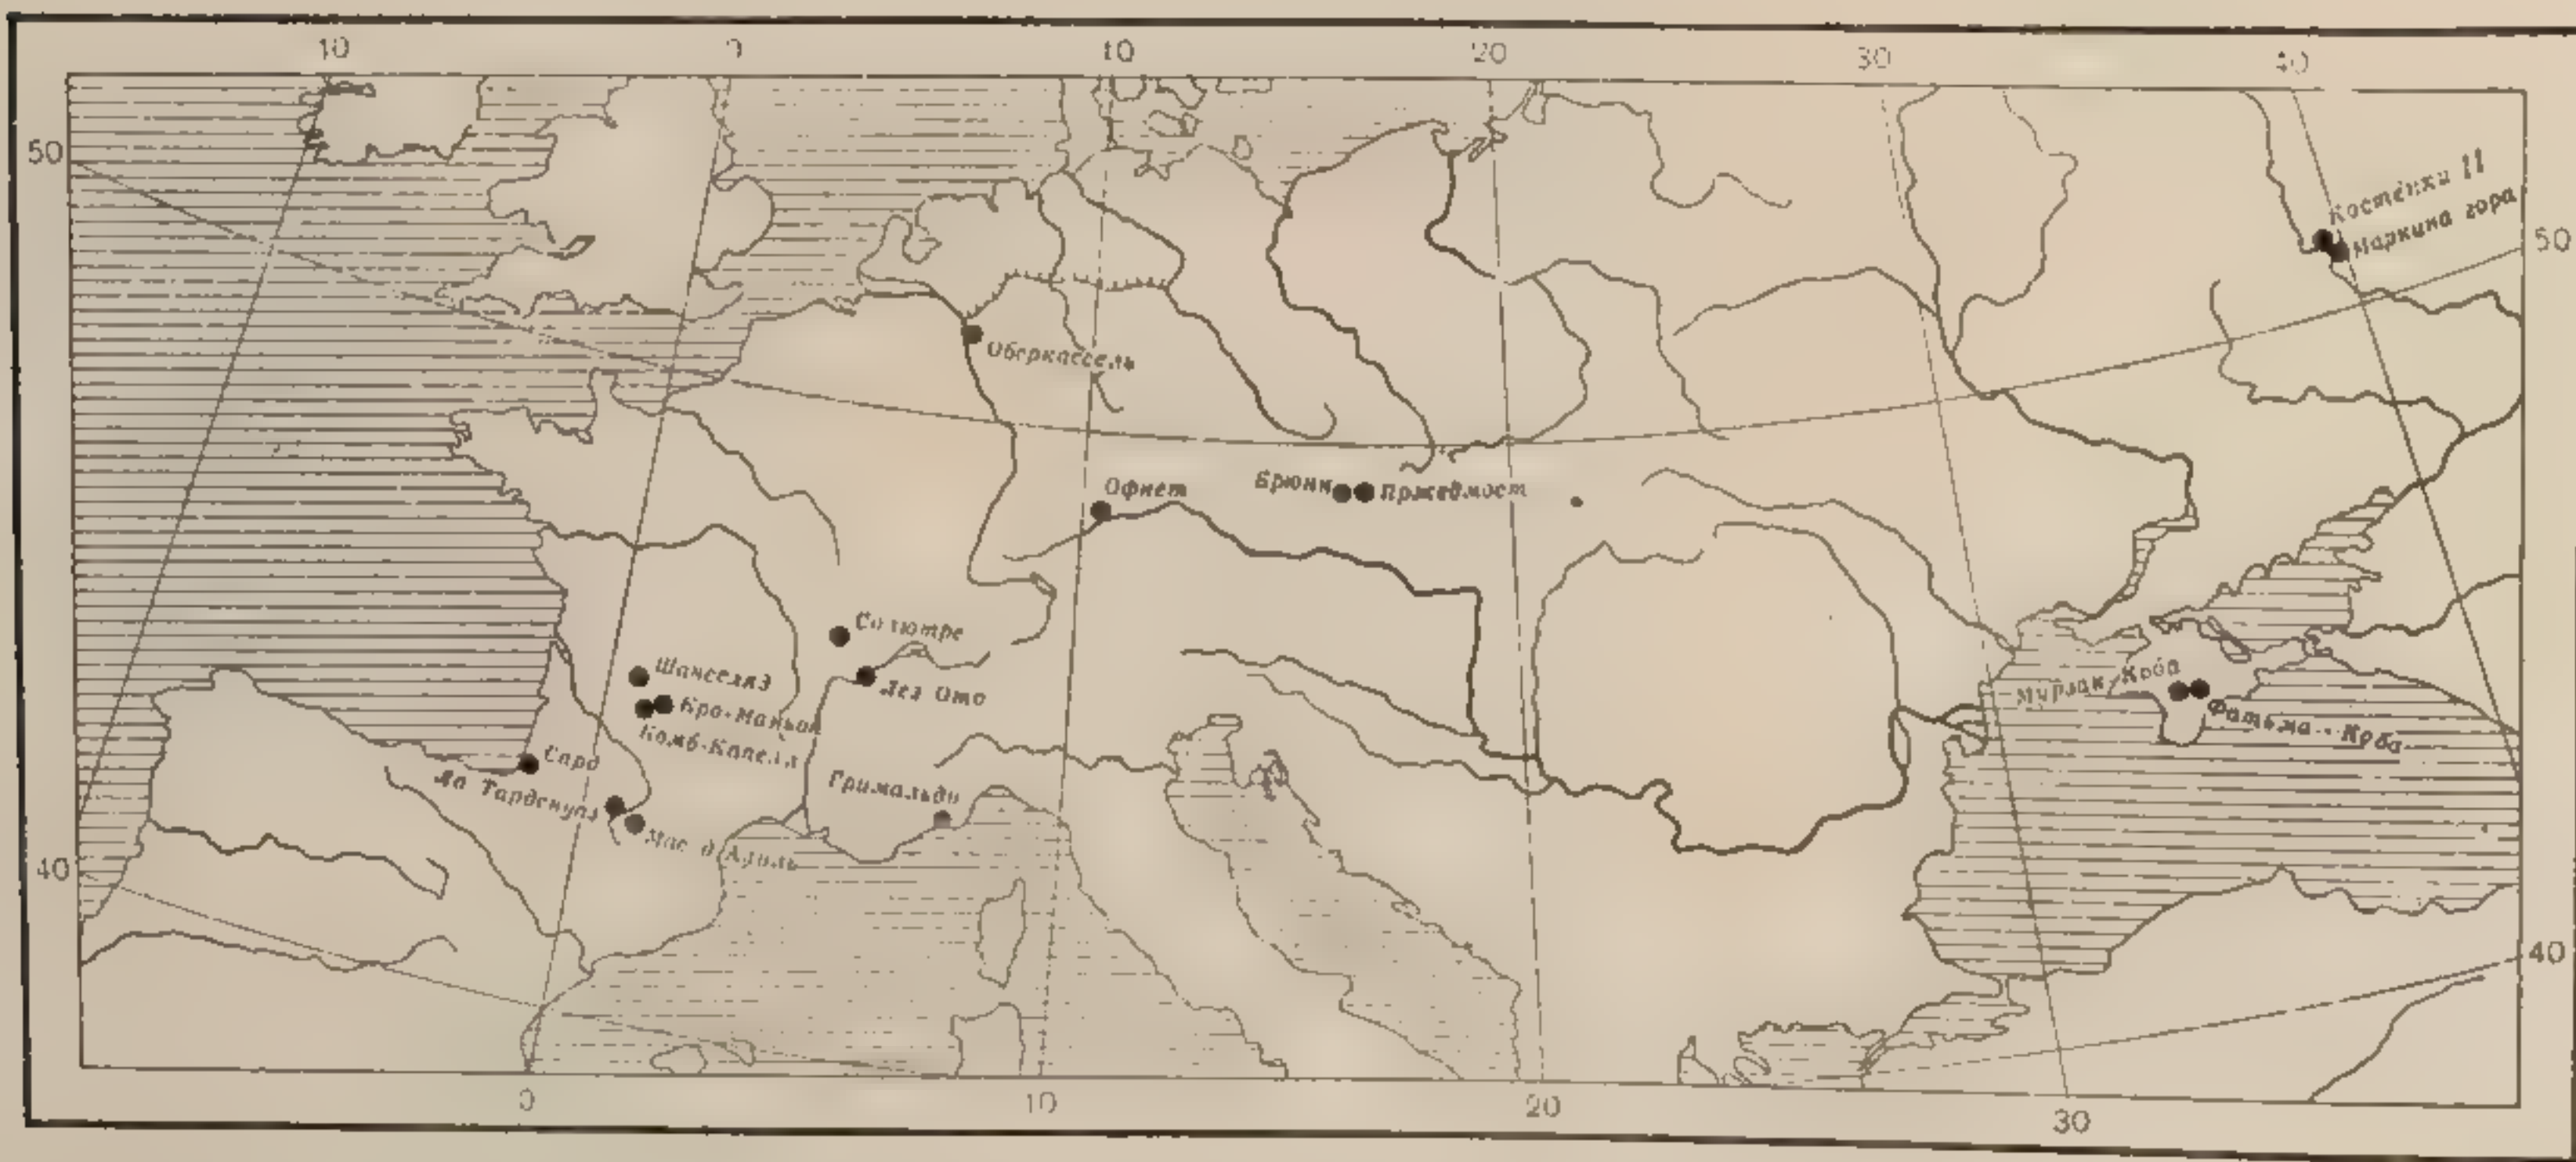 10 0 10 20 30 40
50
Костенки II
Маркина гора
50
Оберкассель
Офнет
Брюнн
Пржедмост
Солютре
Шанселяд
Лез Ото
Кро-Маньон
Комб-Капелл
Мурзак-Коба
Фатьма-Коба
Сард
Ла Тарденуаз
Гримальди
Мас д'Азиль
40
40
0 10 20 30